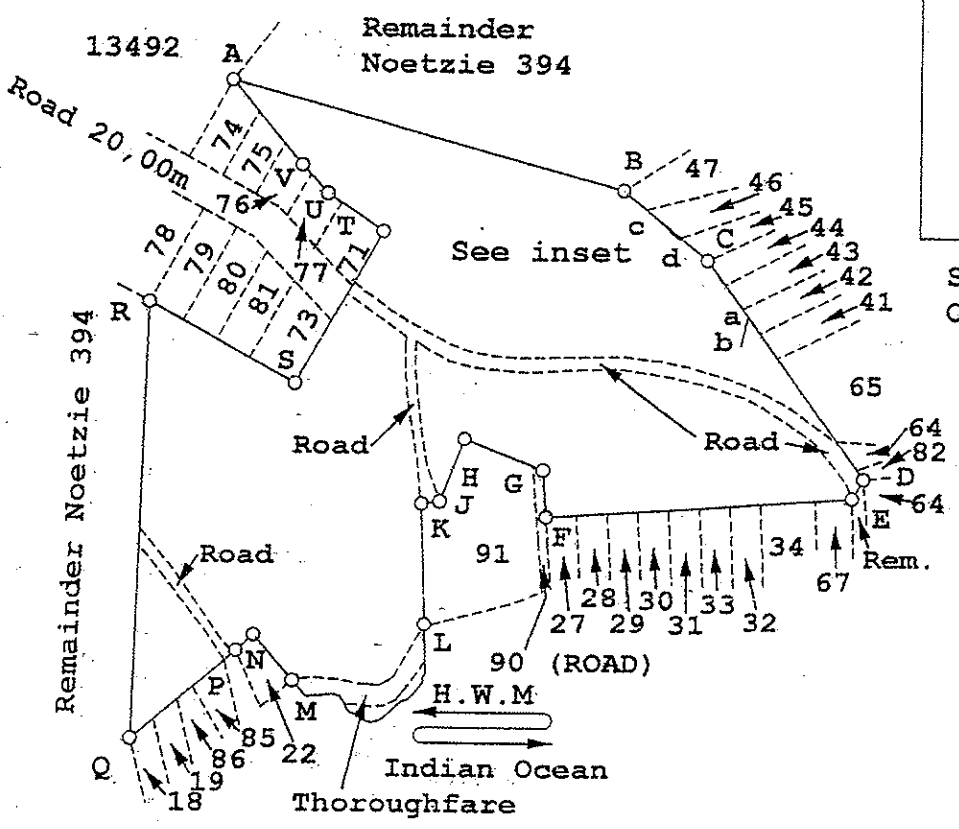 13492
A
Remainder
Noetzie 394
Road 20,00m
74
75
V
76
U
T
B
47
46
45
c
C
44
d
43
See inset
42
a
41
b
78
79
80
77
71
81
73
R
S
65
Remainder Noetzie 394
Road
Road
64
82
D
64
E
H
G
J
K
F
91
34
Rem.
67
Road
27
28
29
30
31
33
32
L
90 (ROAD)
N
P
M
H.W.M
85
22
86
Q
Indian Ocean
19
18
Thoroughfare
S